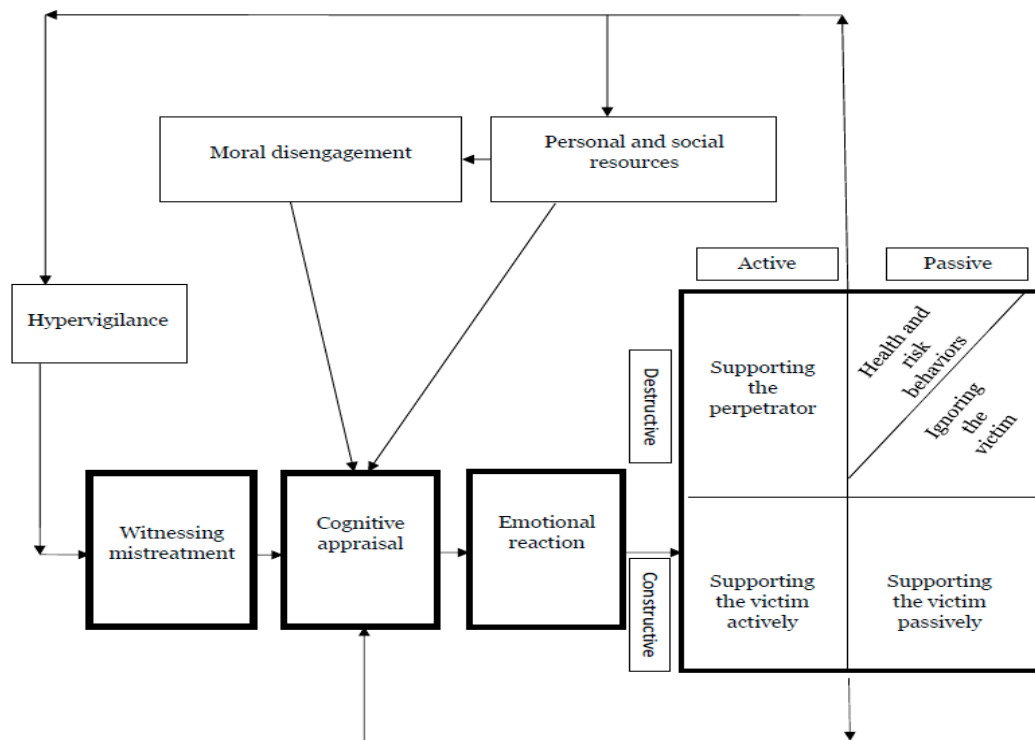 Moral disengagement
Personal and social
resources
Active
Passive
Hypervigilance
Destructive
Supporting
the
perpetrator
Health and
risk
behaviors
Ignoring
the
victim
Witnessing
mistreatment
Cognitive
appraisal
Emotional
reaction
Constructive
Supporting
the victim
actively
Supporting
the victim
passively